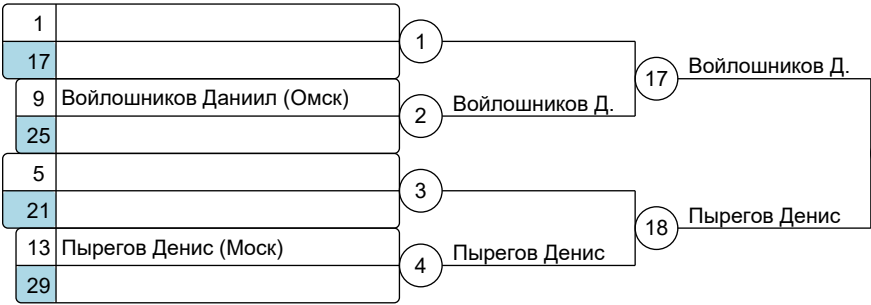 1
17
1
9 Войлошников Даниил (Омск)
25
2
Войлошников Д.
17
Войлошников Д.
5
21
3
13 Пырегов Денис (Моск)
29
4
Пырегов Денис
18
Пырегов Денис